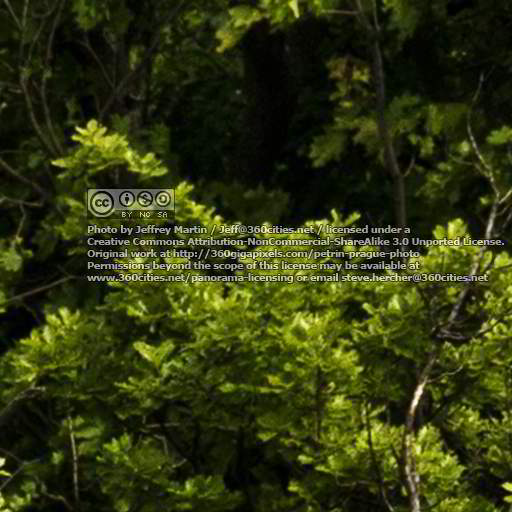 cc
BY NC SA
Photo by Jeffrey Martin / Jeff@360cities.net / licensed under a
Creative Commons Attribution-NonCommercial-ShareAlike 3.0 Unported License.
Original work at http://360gigapixels.com/petrin-prague-photo
Permissions beyond the scope of this license may be available at
www.360cities.net/panorama-licensing or email steve.hercher@360cities.net